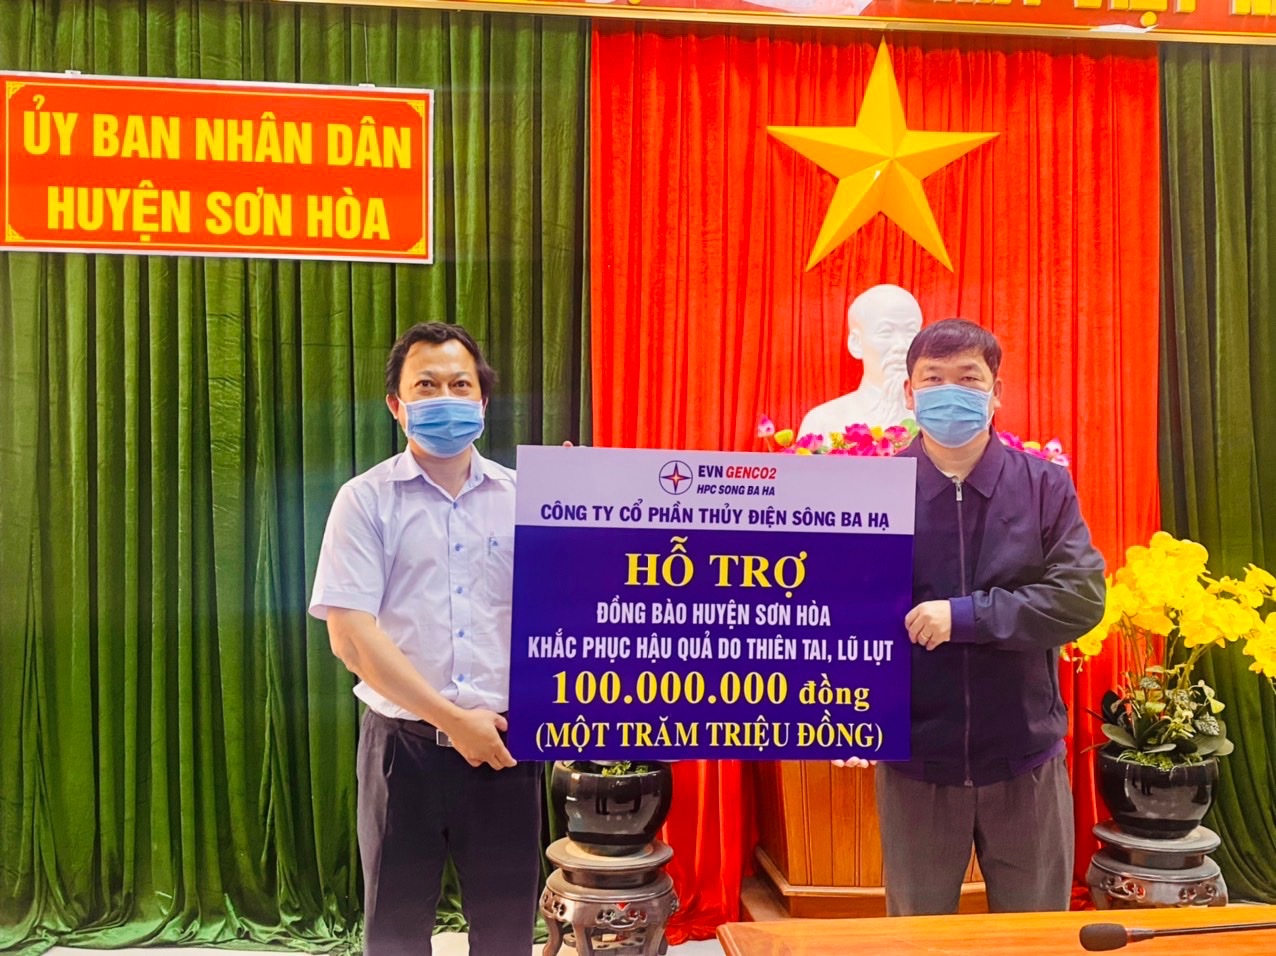 ỦY BAN NHÂN DÂN
HUYỆN SƠN HÒA
EVN GENCO2
HPC SONG BA HA
CÔNG TY CỔ PHẦN THỦY ĐIỆN SÔNG BA HẠ
HỖ TRỢ
ĐỒNG BÀO HUYỆN SƠN HÒA
KHẮC PHỤC HẬU QUẢ DO THIÊN TAI, LŨ LỤT
100.000.000 đồng
(MỘT TRĂM TRIỆU ĐỒNG)